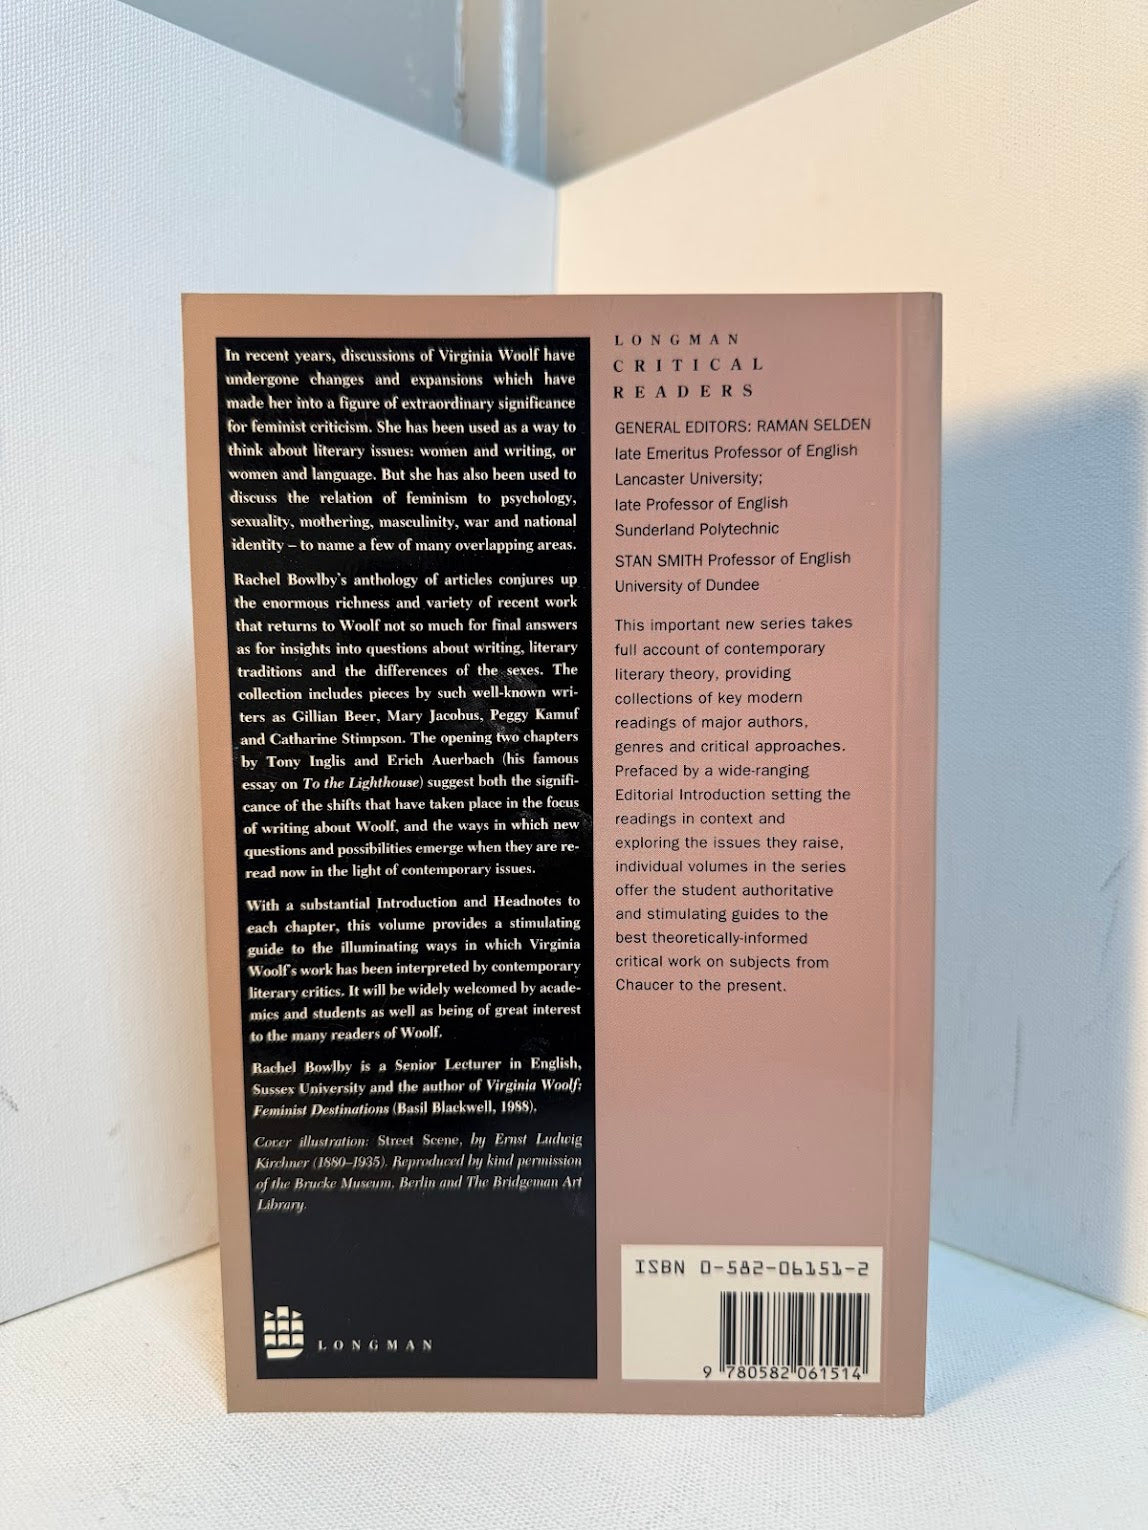 In recent years, discussions of Virginia Woolf have
undergone changes and expansions which have
made her into a figure of extraordinary significance
for feminist criticism. She has been used as a way to
think about literary issues: women and writing, or
women and language. But she has also been used to
discuss the relation of feminism to psychology,
sexuality, mothering, masculinity, war and national
identity – to name a few of many overlapping areas.
Rachel Bowlby's anthology of articles conjures up
the enormous richness and variety of recent work
that returns to Woolf not so much for final answers
as for insights into questions about writing, literary
traditions and the differences of the sexes. The
collection includes pieces by such well-known wri-
ters as Gillian Beer, Mary Jacobus, Peggy Kamuf
and Catharine Stimpson. The opening two chapters
by Tony Inglis and Erich Auerbach (his famous
essay on To the Lighthouse) suggest both the signifi-
cance of the shifts that have taken place in the focus
of writing about Woolf, and the ways in which new
questions and possibilities emerge when they are re-
read now in the light of contemporary issues.
With a substantial Introduction and Headnotes to
each chapter, this volume provides a stimulating
guide to the illuminating ways in which Virginia
Woolf's work has been interpreted by contemporary
literary critics. It will be widely welcomed by acade-
mics and students as well as being of great interest
to the many readers of Woolf.
Rachel Bowlby is a Senior Lecturer in English,
Sussex University and the author of Virginia Woolf:
Feminist Destinations (Basil Blackwell, 1988).
Cover illustration: Street Scene, by Ernst Ludwig
Kirchner (1880–1935). Reproduced by kind permission
of the Brucke Museum, Berlin and The Bridgeman Art
Library.
LONGMAN
LONGMAN
CRITICAL
READERS
GENERAL EDITORS: RAMAN SELDEN
late Emeritus Professor of English
Lancaster University;
late Professor of English
Sunderland Polytechnic
STAN SMITH Professor of English
University of Dundee
This important new series takes
full account of contemporary
literary theory, providing
collections of key modern
readings of major authors,
genres and critical approaches.
Prefaced by a wide-ranging
Editorial Introduction setting the
readings in context and
exploring the issues they raise,
individual volumes in the series
offer the student authoritative
and stimulating guides to the
best theoretically-informed
critical work on subjects from
Chaucer to the present.
ISBN 0-582-06151-2
9 780582 061514